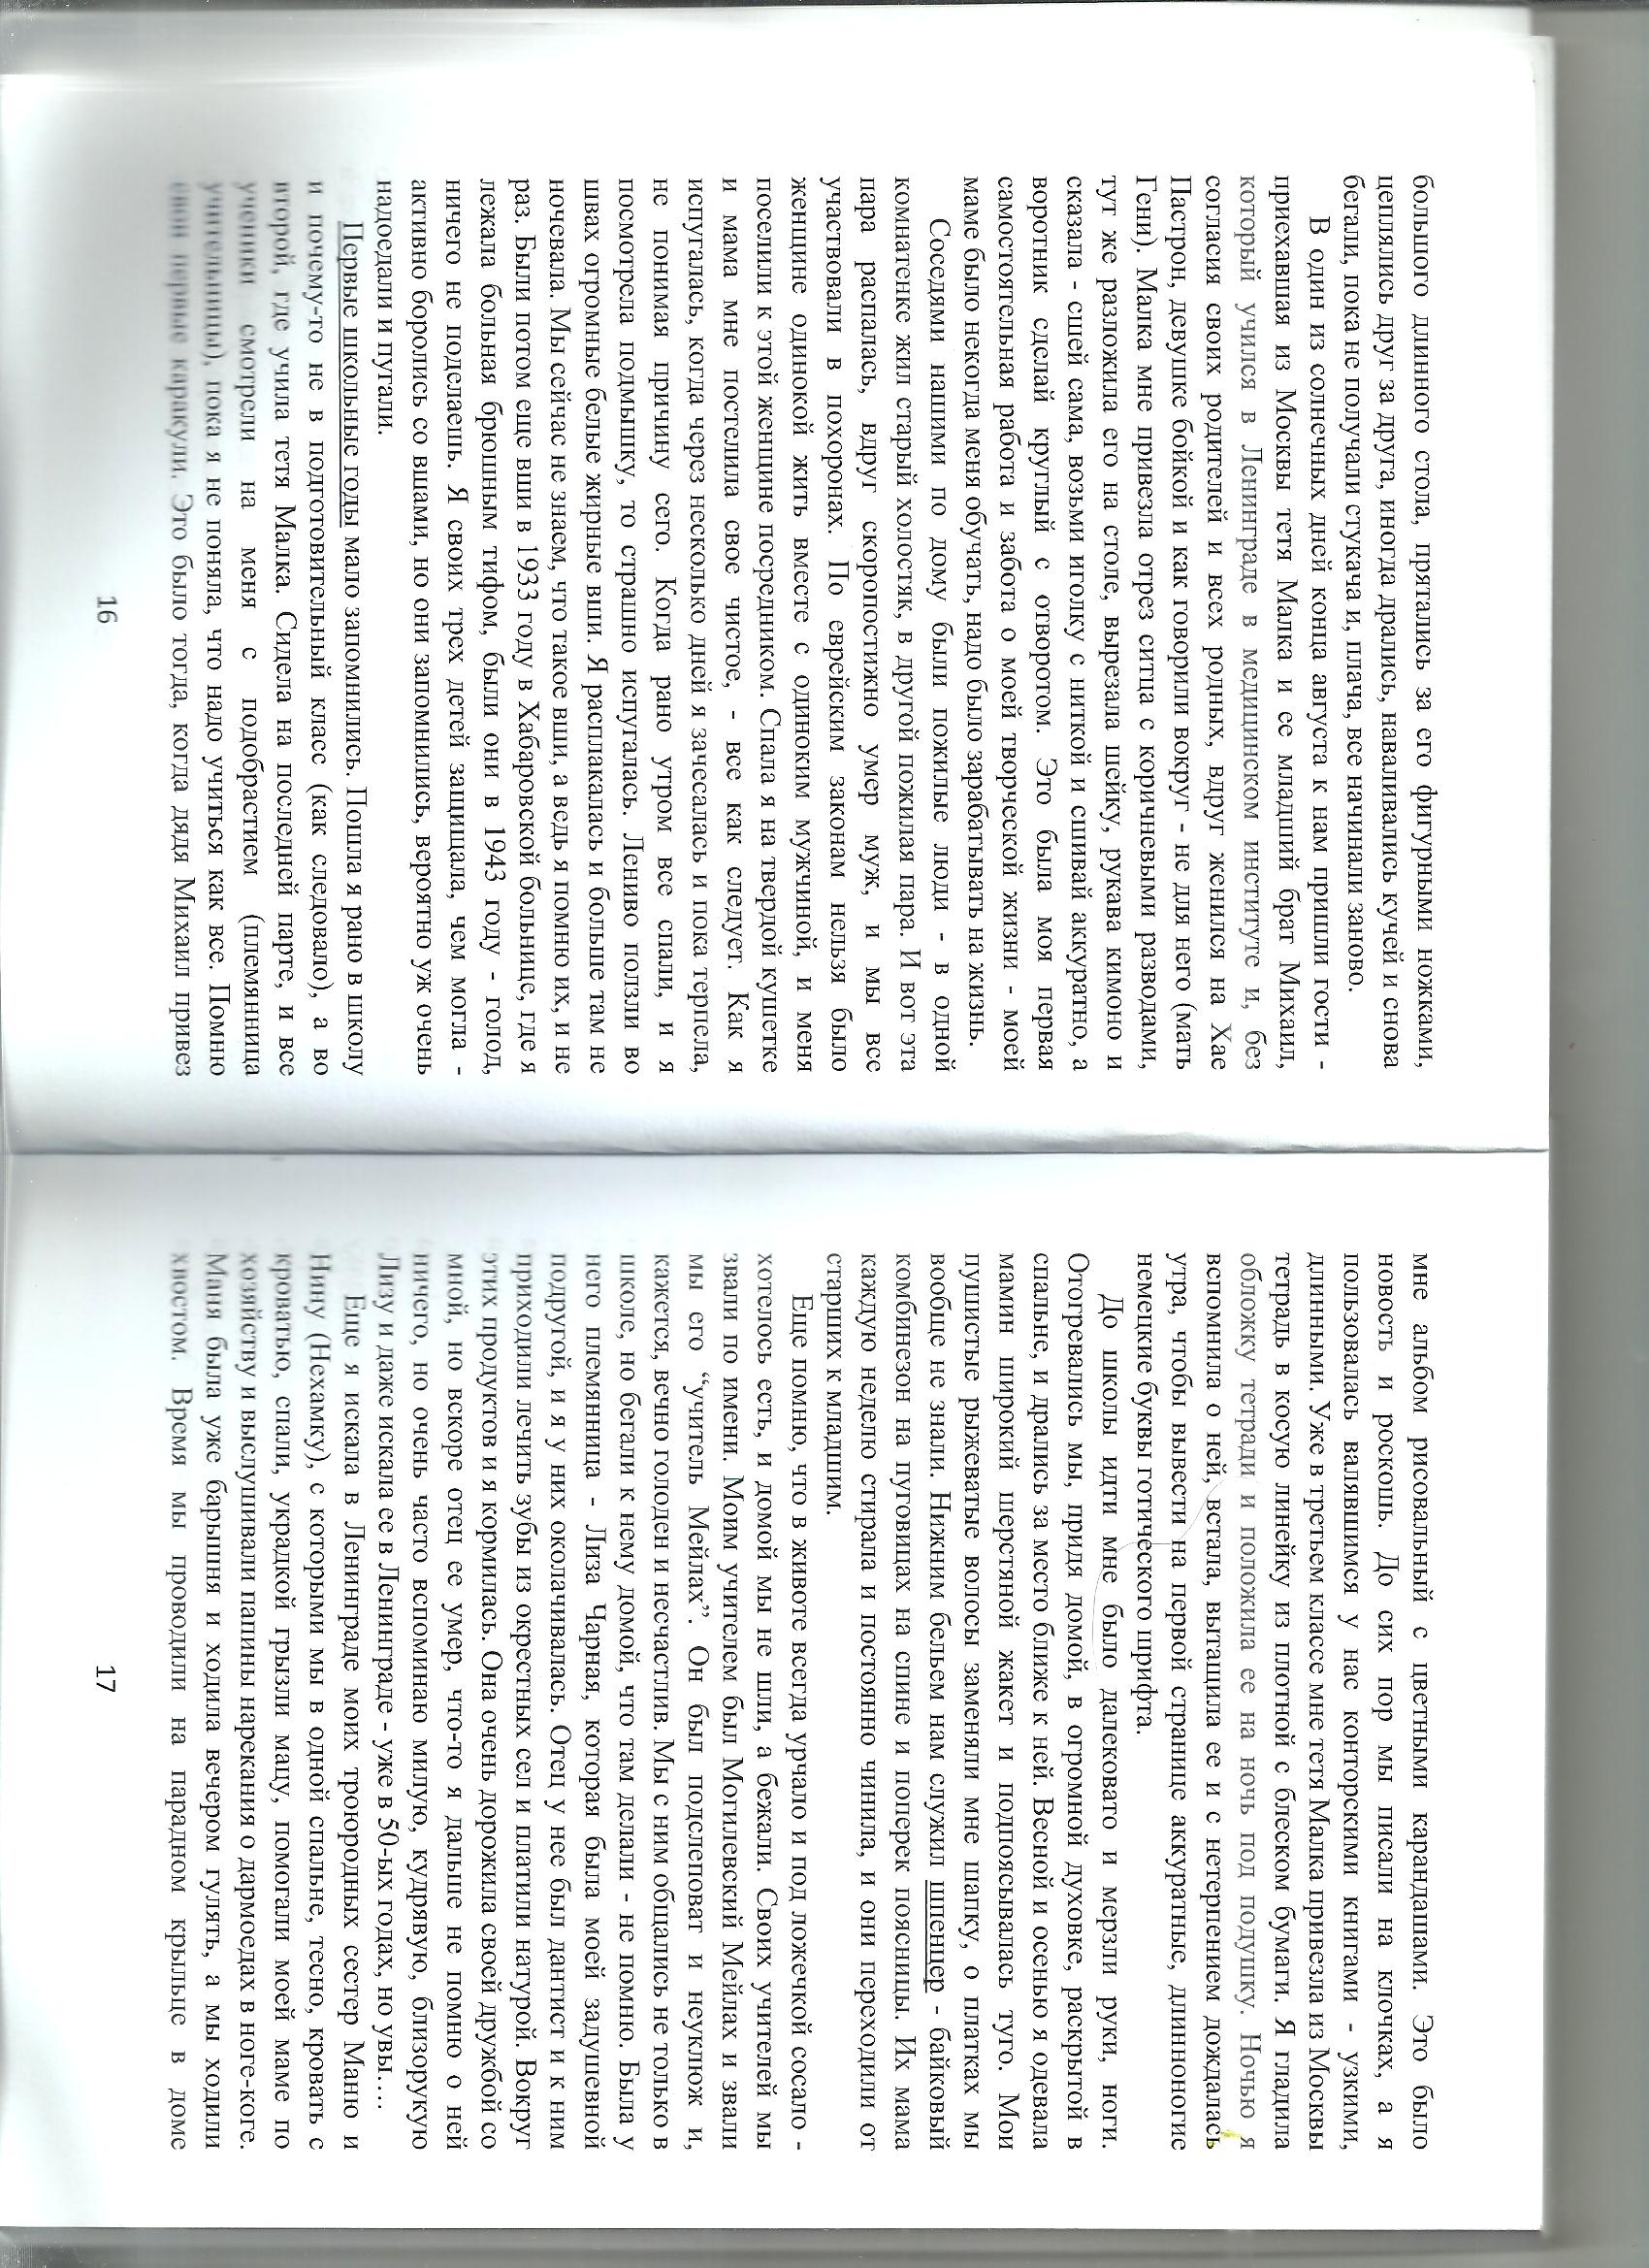 большого длинного стола, прятались за его фигурными ножками,
цеплялись друг за друга, иногда дрались, наваливались кучей и снова
бегали, пока не получали стукача и, плача, все начинали заново.
В один из солнечных дней конца августа к нам пришли гости -
приехавшая из Москвы тетя Малка и ее младший брат Михаил,
который учился в Ленинграде в медицинском институте и, без
согласия своих родителей и всех родных, вдруг женился на Хае
Пастрон, девушке бойкой и как говорили вокруг - не для него (мать
Гени). Малка мне привезла отрез ситца с коричневыми разводами,
тут же разложила его на столе, вырезала шейку, рукава кимоно и
сказала - сшей сама, возьми иголку с ниткой и сшивай аккуратно, а
воротник сделай круглый с отворотом. Это была моя первая
самостоятельная работа и забота о моей творческой жизни - моей
маме было некогда меня обучать, надо было зарабатывать на жизнь.
Соседями нашими по дому были пожилые люди - в одной
комнатенке жил старый холостяк, в другой пожилая пара. И вот эта
пара распалась, вдруг скоропостижно умер муж, и мы все
участвовали в похоронах. По еврейским законам нельзя было
женщине одинокой жить вместе с одиноким мужчиной, и меня
поселили к этой женщине посредником. Спала я на твердой кушетке
и мама мне постелила свое чистое, - все как следует. Как я
испугалась, когда через несколько дней я зачесалась и пока терпела,
не понимая причину сего. Когда рано утром все спали, и я
посмотрела подмышку, то страшно испугалась. Лениво ползли во
швах огромные белые жирные вши. Я расплакалась и больше там не
ночевала. Мы сейчас не знаем, что такое вши, а ведь я помню их, и не
раз. Были потом еще вши в 1933 году в Хабаровской больнице, где я
лежала больная брюшным тифом, были они в 1943 году - голод,
ничего не поделаешь. Я своих трех детей защищала, чем могла -
активно боролись со вшами, но они запомнились, вероятно уж очень
надоедали и пугали.
Первые школьные годы мало запомнились. Пошла я рано в школу
и почему-то не в подготовительный класс (как следовало), а во
второй, где учила тетя Малка. Сидела на последней парте, и все
ученики смотрели на меня с подобрастием (племянница
учительницы), пока я не поняла, что надо учиться как все. Помню
свои первые каракули. Это было тогда, когда дядя Михаил привез
16
мне альбом рисовальный с цветными карандашами. Это было
новость и роскошь. До сих пор мы писали на клочках, а я
пользовалась валявшимся у нас конторскими книгами - узкими,
длинными. Уже в третьем классе мне тетя Малка привезла из Москвы
тетрадь в косую линейку из плотной с блеском бумаги. Я гладила
обложку тетради и положила ее на ночь под подушку. Ночью я
вспомнила о ней, встала, вытащила ее и с нетерпением дождалась
утра, чтобы вывести на первой странице аккуратные, длинноногие
немецкие буквы готического шрифта.
До школы идти мне было далековато и мерзли руки, ноги.
Отогревались мы, придя домой, в огромной духовке, раскрытой в
спальне, и дрались за место ближе к ней. Весной и осенью я одевала
мамин широкий шерстяной жакет и подпоясывалась туго. Мои
пушистые рыжеватые волосы заменяли мне шапку, о платках мы
вообще не знали. Нижним бельем нам служил шпенцер - байковый
комбинезон на пуговицах на спине и поперек поясницы. Их мама
каждую неделю стирала и постоянно чинила, и они переходили от
старших к младшим.
Еще помню, что в животе всегда урчало и под ложечкой сосало -
хотелось есть, и домой мы не шли, а бежали. Своих учителей мы
звали по имени. Моим учителем был Могилевский Мейлах и звали
мы его “учитель Мейлах”. Он был подслеповат и неуклюж и,
кажется, вечно голоден и несчастлив. Мы с ним общались не только в
школе, но бегали к нему домой, что там делали - не помню. Была у
него племянница - Лиза Чарная, которая была моей задушевной
подругой, и я у них околачивалась. Отец у нее был дантист и к ним
приходили лечить зубы из окрестных сел и платили натурой. Вокруг
этих продуктов и я кормилась. Она очень дорожила своей дружбой со
мной, но вскоре отец ее умер, что-то я дальше не помню о ней
ничего, но очень часто вспоминаю милую, кудрявую, близорукую
Лизу и даже искала ее в Ленинграде - уже в 50-ых годах, но увы….
Еще я искала в Ленинграде моих троюродных сестер Маню и
Нину (Нехамку), с которыми мы в одной спальне, тесно, кровать с
кроватью, спали, украдкой грызли мацу, помогали моей маме по
хозяйству и выслушивали папины нарекания о дармоедах в ноге-коге.
Маня была уже барышня и ходила вечером гулять, а мы ходили
хвостом. Время мы проводили на парадном крыльце в доме
17